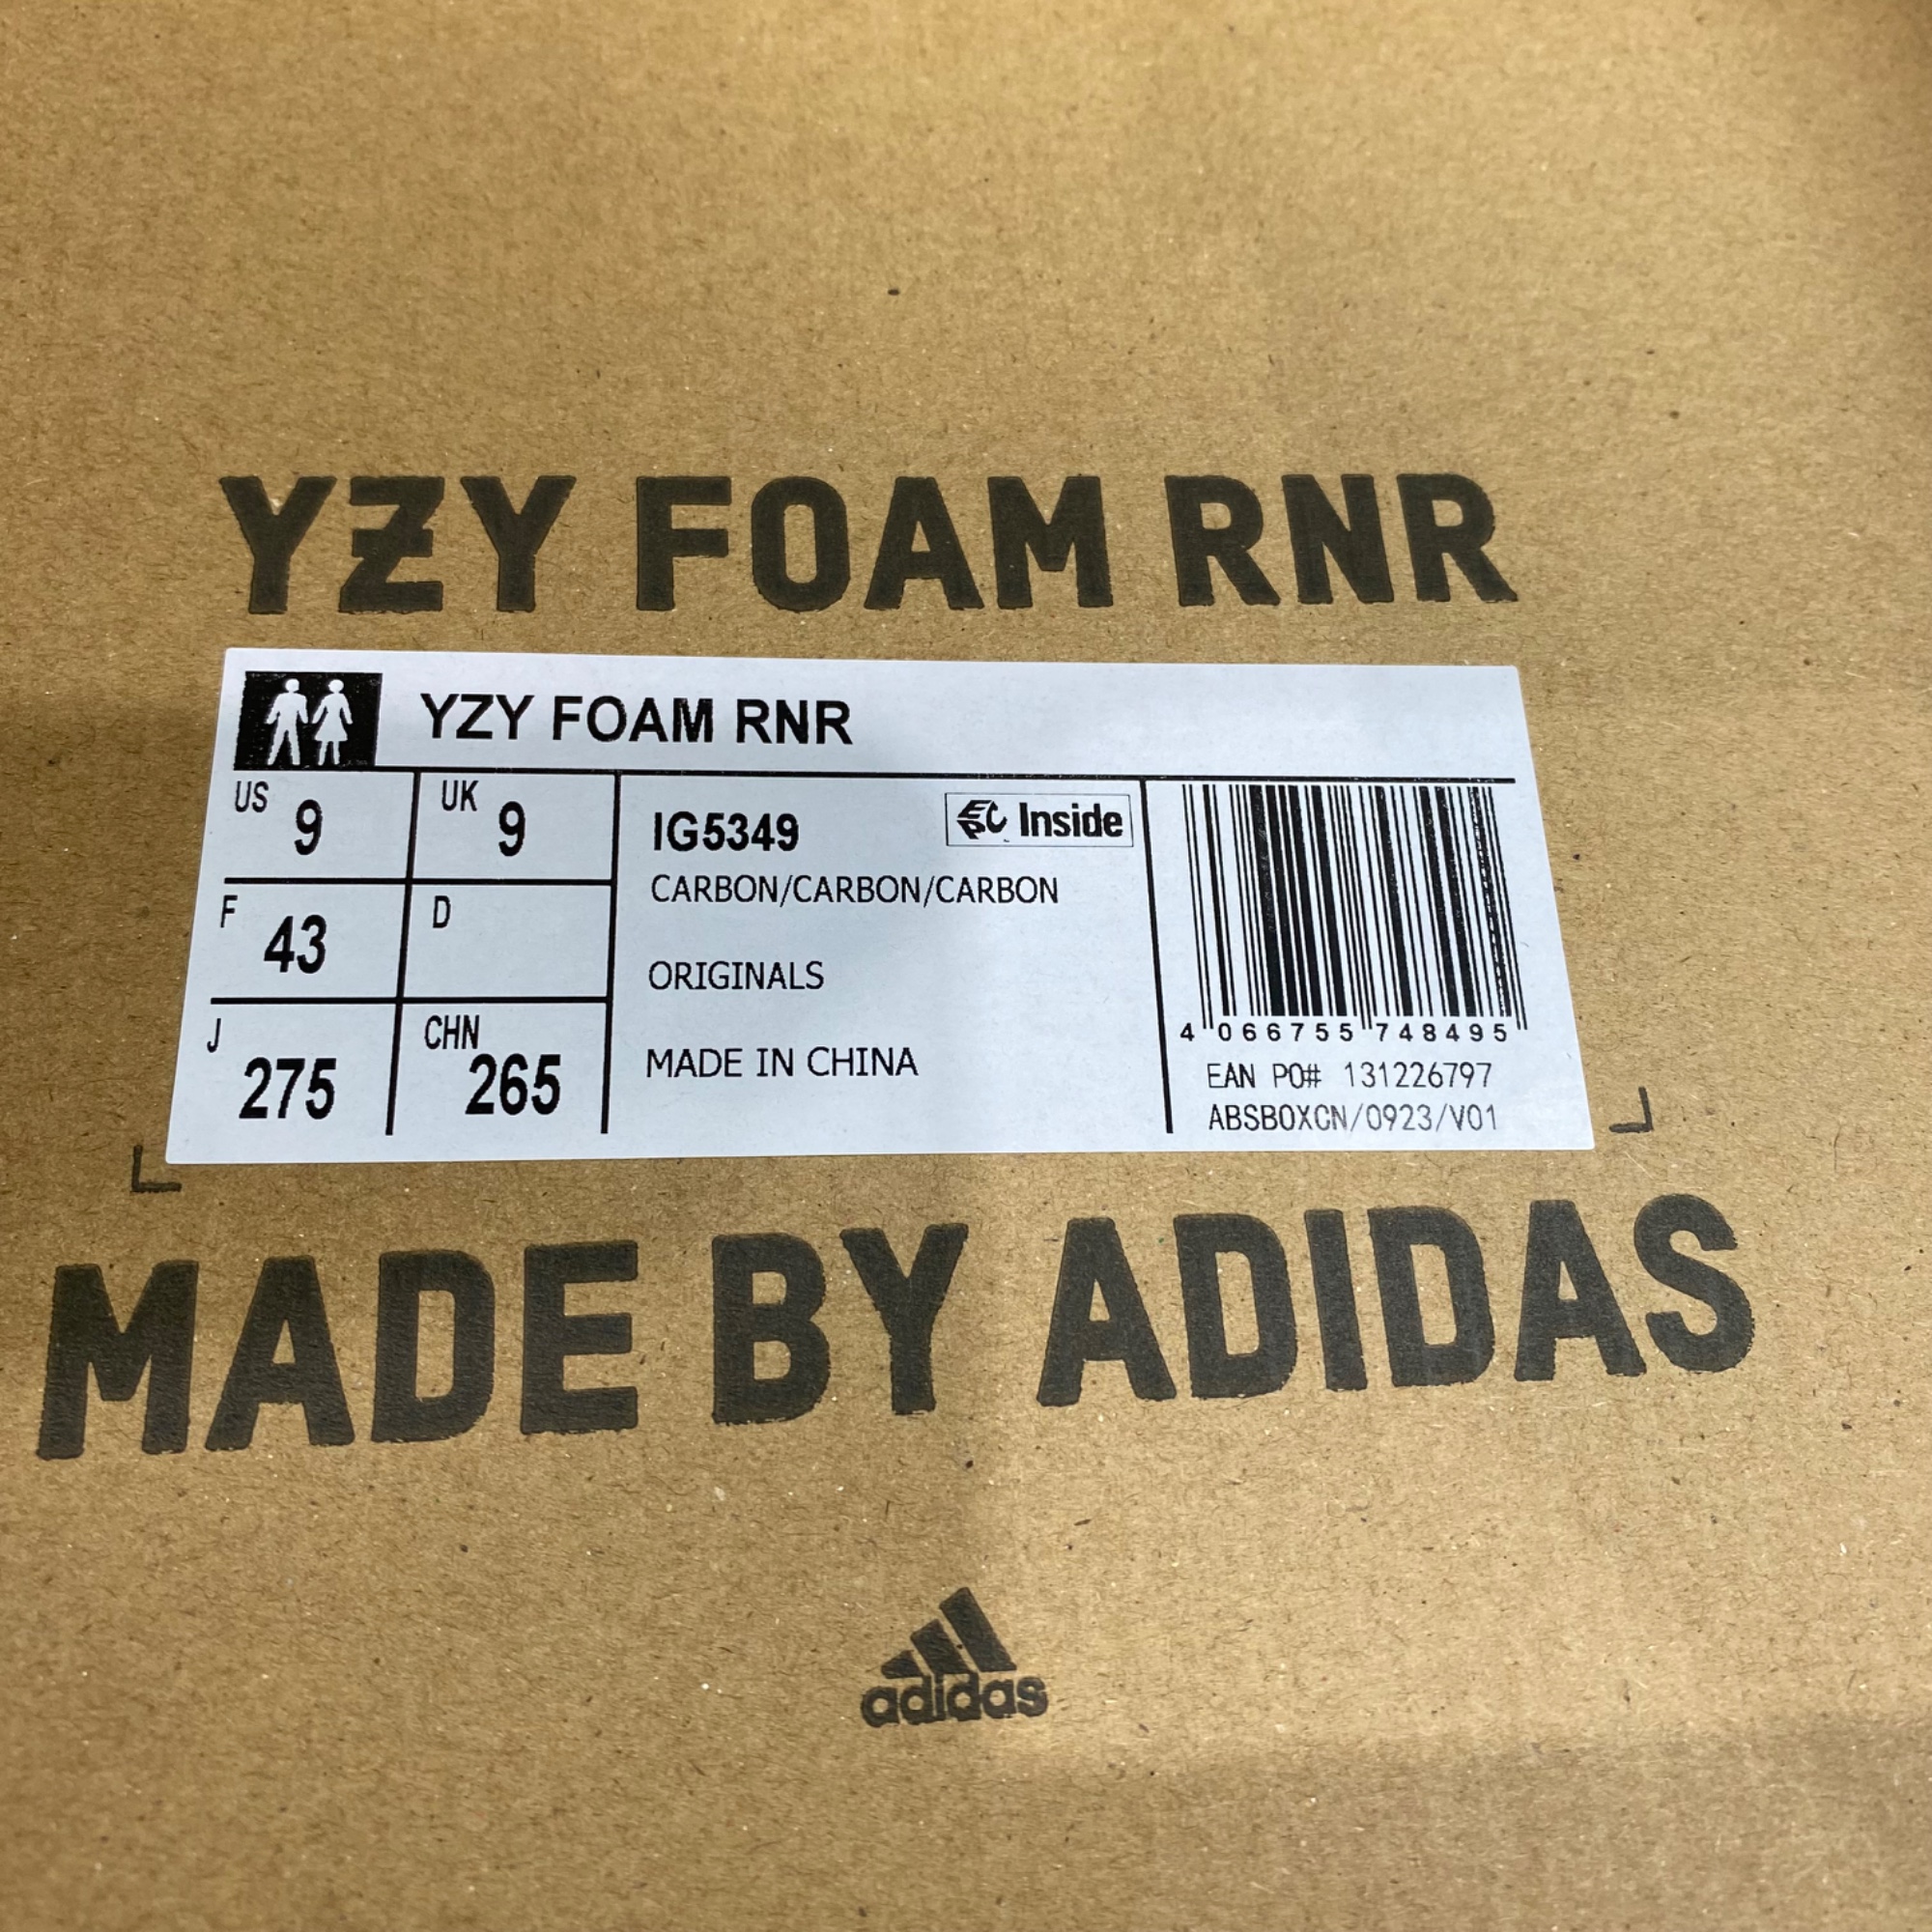 YZY FOAM RNR
YZY FOAM RNR
US 9 UK 9
F 43 D
J 275 CHN 265
IG5349 EPC Inside
CARBON/CARBON/CARBON
ORIGINALS
MADE IN CHINA
4 066755 748495
EAN PO# 131226797
ABSBOXCN/0923/V01
MADE BY ADIDAS
adidas